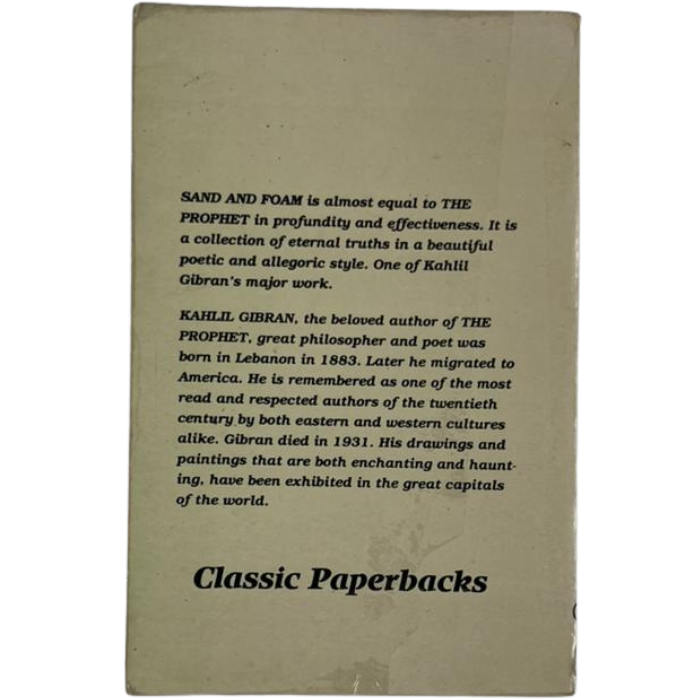 SAND AND FOAM is almost equal to THE
PROPHET in profundity and effectiveness. It is
a collection of eternal truths in a beautiful
poetic and allegoric style. One of Kahlil
Gibran's major work.
KAHLIL GIBRAN, the beloved author of THE
PROPHET, great philosopher and poet was
born in Lebanon in 1883. Later he migrated to
America. He is remembered as one of the most
read and respected authors of the twentieth
century by both eastern and western cultures
alike. Gibran died in 1931. His drawings and
paintings that are both enchanting and haunt-
ing, have been exhibited in the great capitals
of the world.
Classic Paperbacks